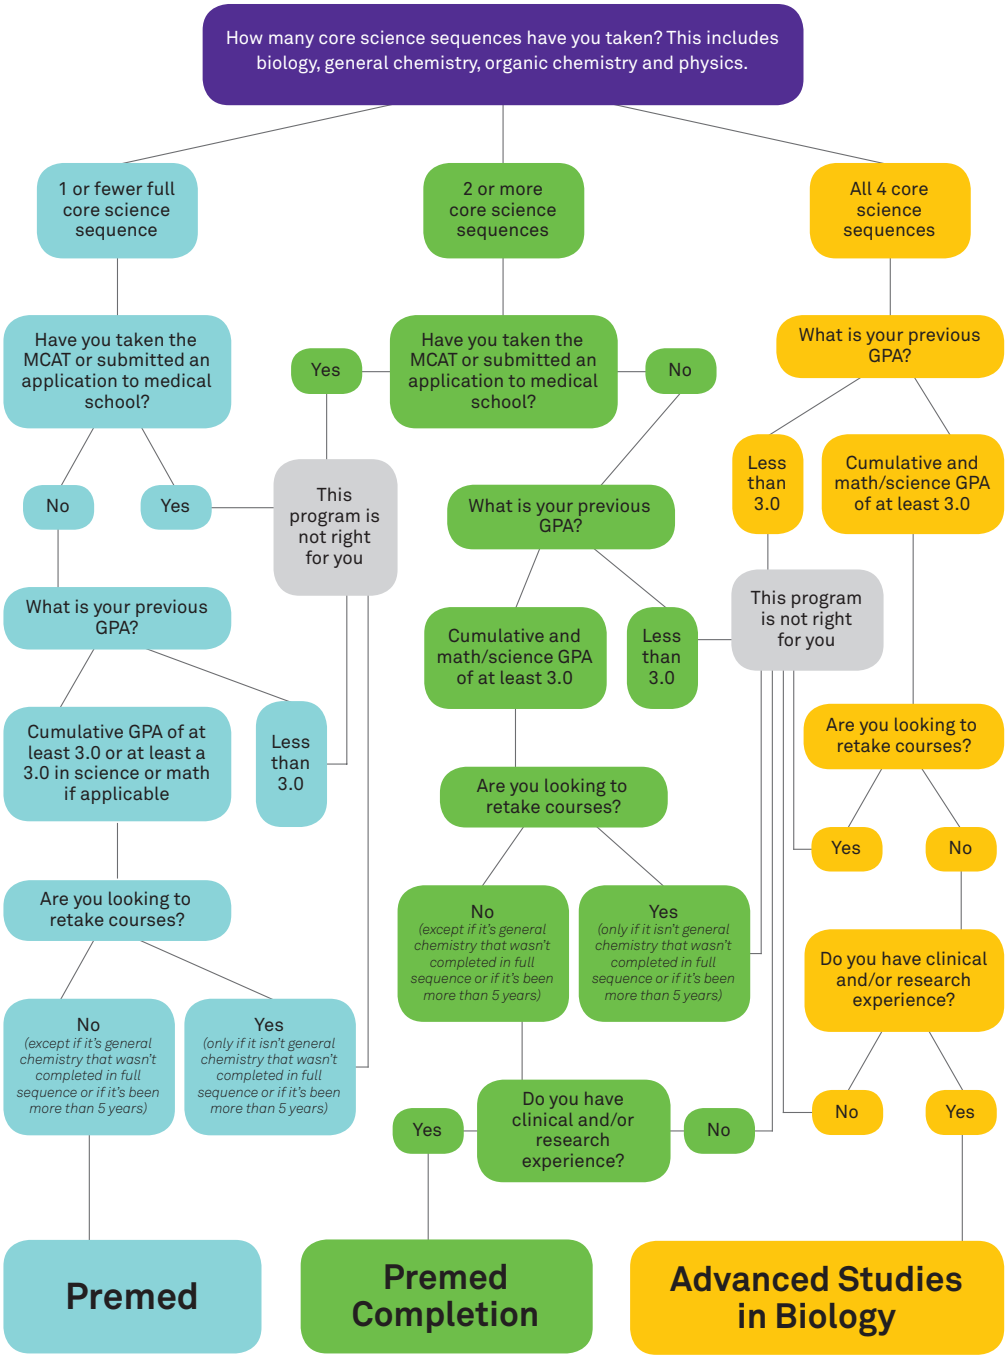 How many core science sequences have you taken? This includes
biology, general chemistry, organic chemistry and physics.
1 or fewer full
core science
sequence
2 or more
core science
sequences
All 4 core
science
sequences
Have you taken the
MCAT or submitted an
application to medical
school?
Yes
Have you taken the
MCAT or submitted an
application to medical
school?
No
What is your previous
GPA?
Less
than
3.0
Cumulative and
math/science GPA
of at least 3.0
No
Yes
This
program is
not right
for you
What is your previous
GPA?
This program
is not right
for you
What is your previous
GPA?
Cumulative and
math/science GPA
of at least 3.0
Less
than
3.0
Cumulative GPA of at
least 3.0 or at least a
3.0 in science or math
if applicable
Less
than
3.0
Are you looking to
retake courses?
Are you looking to
retake courses?
Yes
No
Are you looking to
retake courses?
No
(except if it's general
chemistry that wasn't
completed in full
sequence or if it's been
more than 5 years)
Yes
(only if it isn't general
chemistry that wasn't
completed in full
sequence or if it's been
more than 5 years)
Do you have clinical
and/or research
experience?
No
(except if it's general
chemistry that wasn't
completed in full
sequence or if it's been
more than 5 years)
Yes
(only if it isn't general
chemistry that wasn't
completed in full
sequence or if it's been
more than 5 years)
Yes
Do you have
clinical and/or
research
experience?
No
No
Yes
Premed
Premed
Completion
Advanced Studies
in Biology